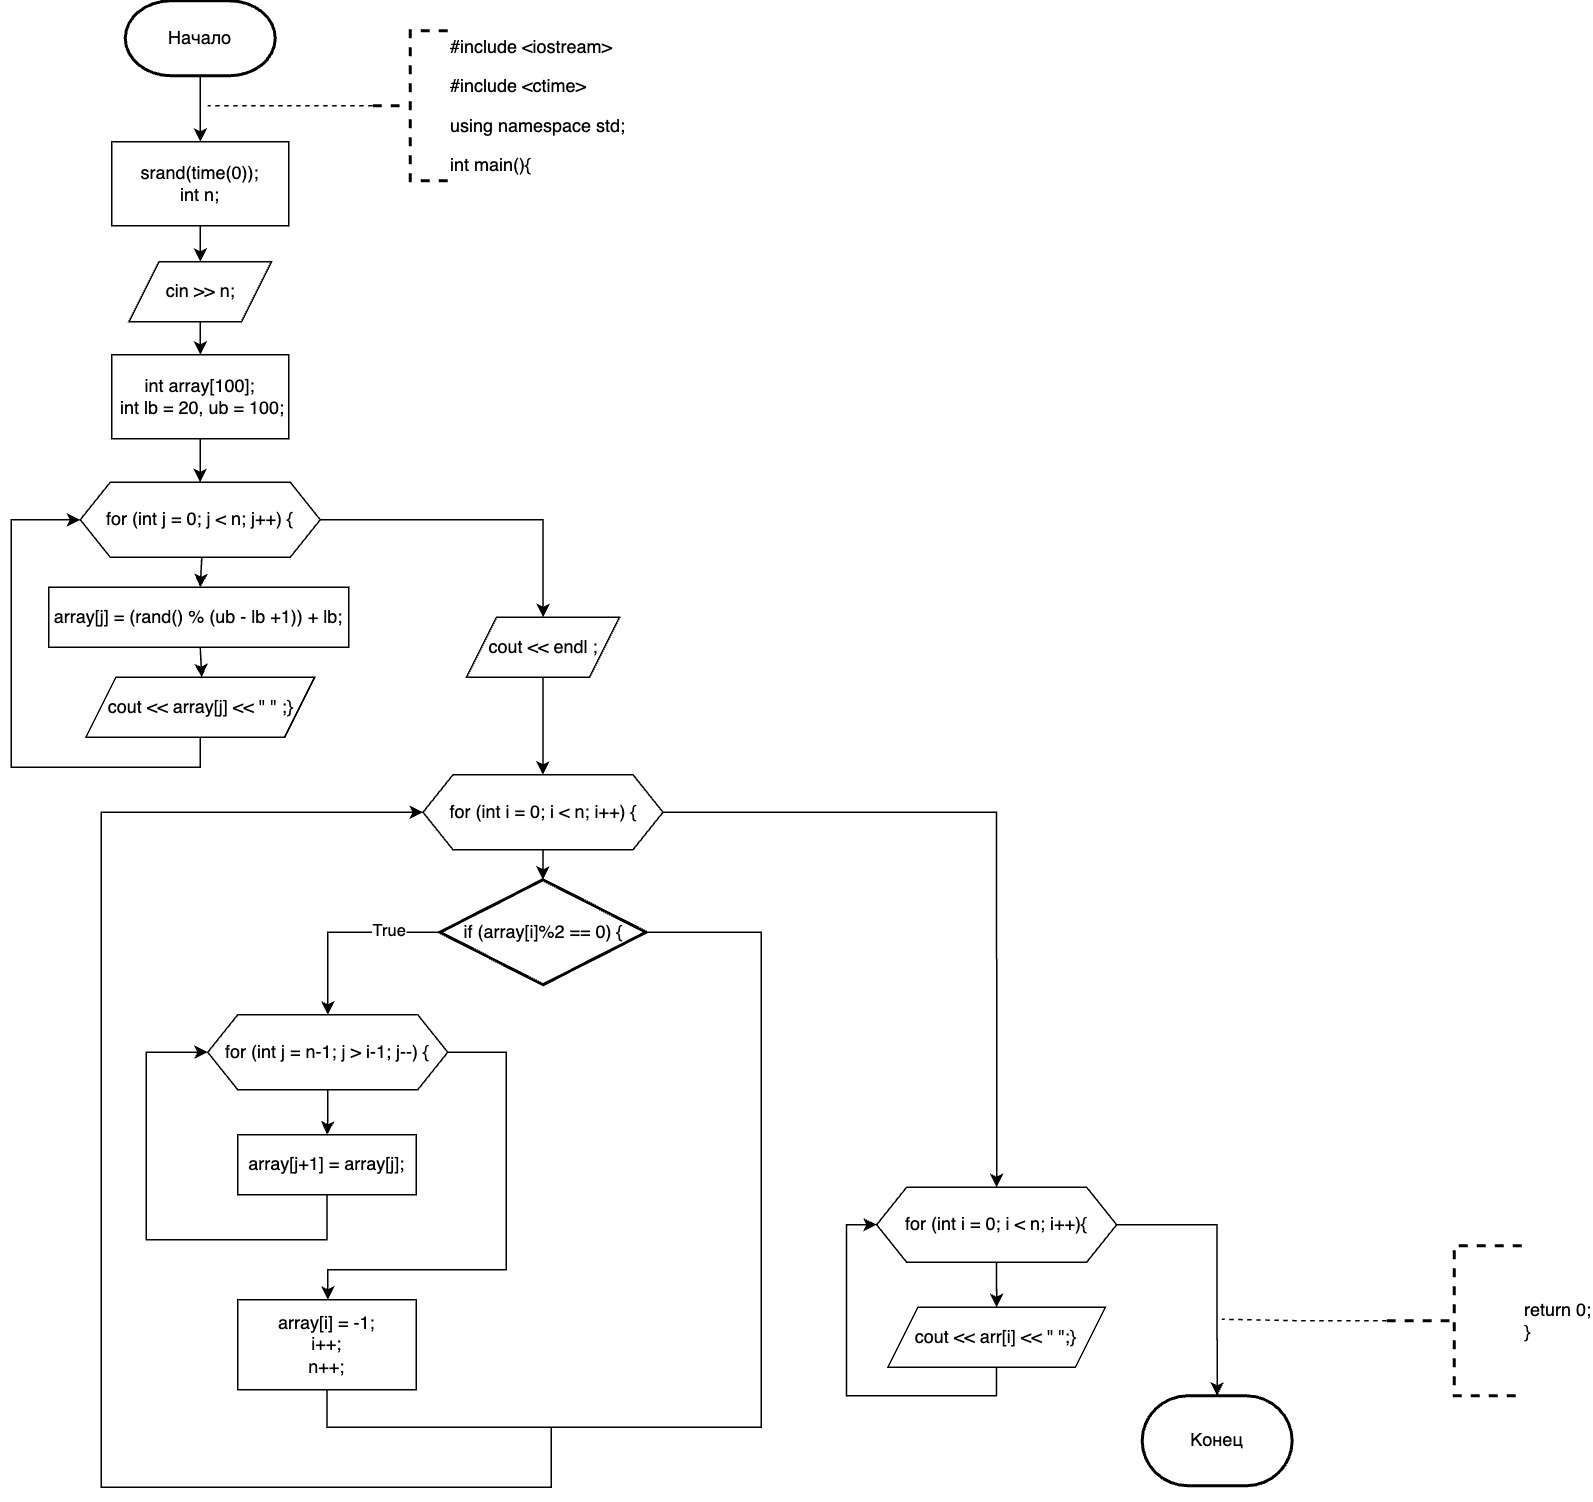 Начало
#include <iostream>
#include <ctime>
using namespace std;
int main(){
srand(time(0));
int n;
cin >> n;
int array[100];
int lb = 20, ub = 100;
for (int j = 0; j < n; j++) {
array[j] = (rand() % (ub - lb +1)) + lb;
cout << array[j] << " " ;}
cout << endl ;
for (int i = 0; i < n; i++) {
if (array[i]%2 == 0) {
True
for (int j = n-1; j > i-1; j--) {
array[j+1] = array[j];
array[i] = -1;
i++;
n++;
for (int i = 0; i < n; i++){
cout << arr[i] << " ";}
return 0;
}
Конец